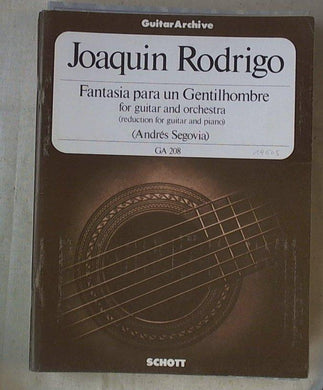 GuitarArchive
Joaquin Rodrigo
Fantasia para un Gentilhombre
for guitar and orchestra
(reduction for guitar and piano)
(Andrés Segovia)
GA 208
SCHOTT